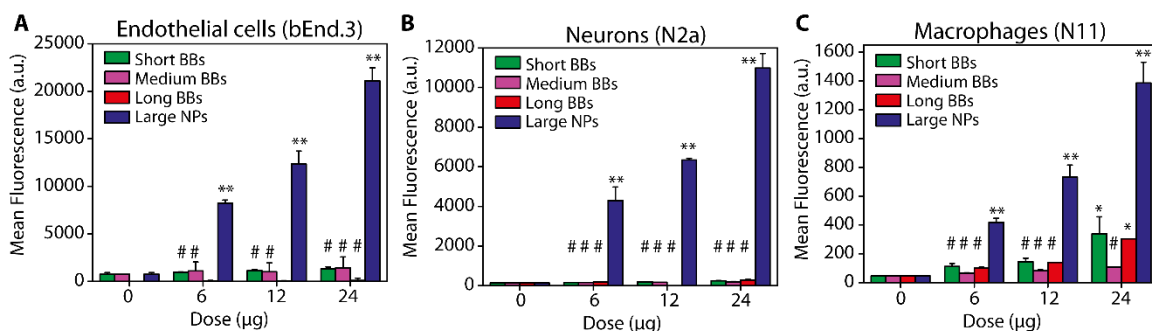 A
Endothelial cells (bEnd.3)
Mean Fluorescence (a.u.)
25000
20000
15000
10000
5000
0
Short BBs
Medium BBs
Long BBs
Large NPs
# #
**
# #
**
# # #
**
0 6 12 24
Dose (µg)
B
Neurons (N2a)
Mean Fluorescence (a.u.)
12000
10000
8000
6000
4000
2000
0
Short BBs
Medium BBs
Long BBs
Large NPs
# # #
**
# # #
**
# # #
**
0 6 12 24
Dose (µg)
C
Macrophages (N11)
Mean Fluorescence (a.u.)
1600
1400
1200
1000
800
600
400
200
0
Short BBs
Medium BBs
Long BBs
Large NPs
# # #
**
# # #
**
*
#
*
**
0 6 12 24
Dose (µg)